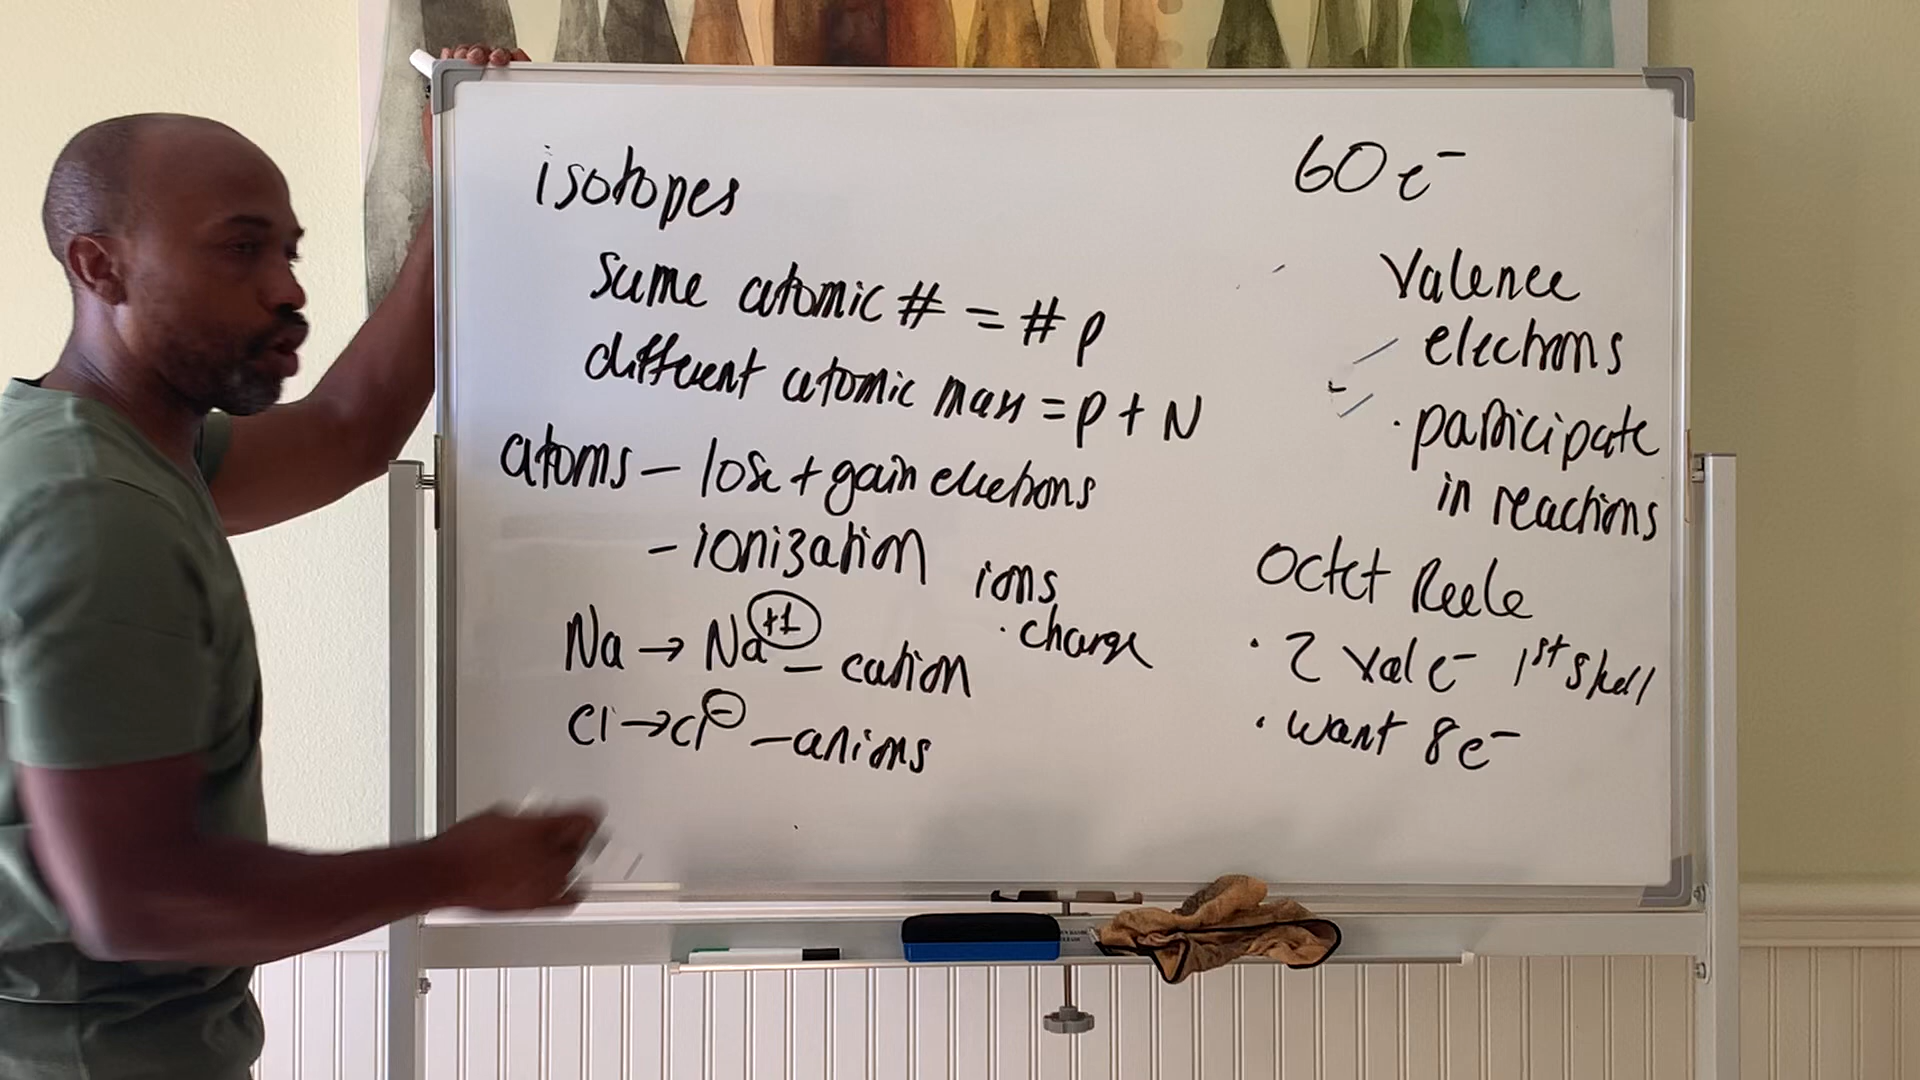 isotopes
same atomic # = # p
different atomic mass = p + N
atoms - lose + gain electrons
- ionization
ions
· charge
Na → Na+1 - cation
Cl → Cl- - anions
60 e-
Valence
electrons
· participate
in reactions
Octet Rule
· 2 val e- 1st shell
· want 8 e-